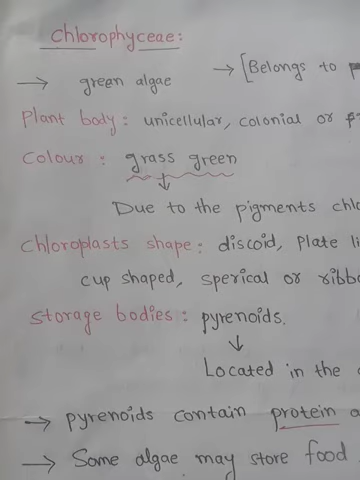 Chlorophyceae:
→ green algae → [Belongs to
Plant body: unicellular, colonial or
Colour: grass green
↓
Due to the pigments
Chloroplasts shape: discoid, Plate
cup shaped, sperical or
Storage bodies: pyrenoids.
↓
Located in the
→ pyrenoids contain protein
→ Some algae may store food